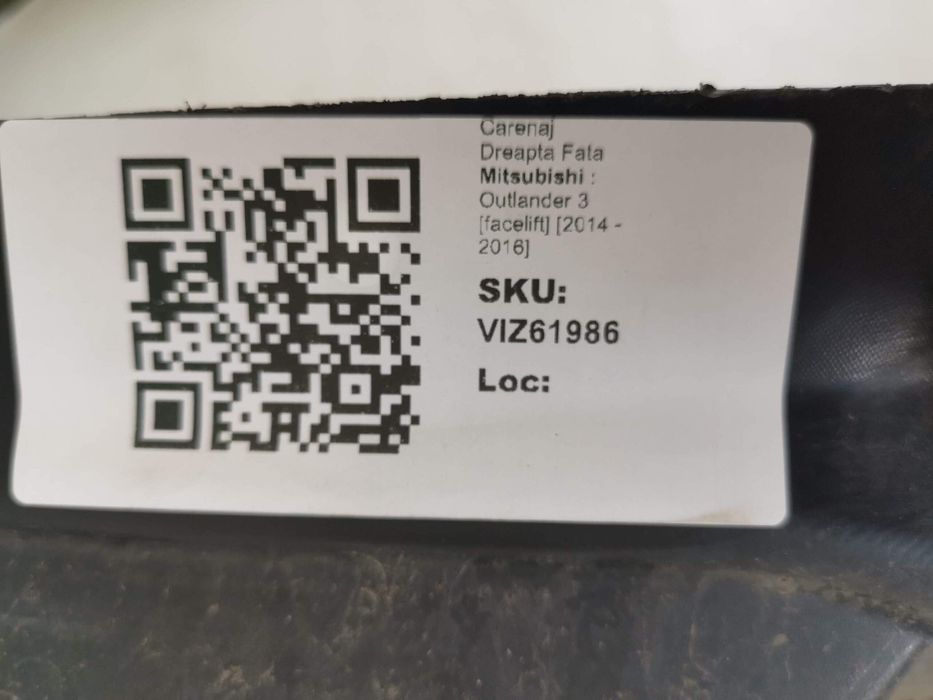 Carenaj
Dreapta Fata
Mitsubishi :
Outlander 3
[facelift] [2014 -
2016]
SKU:
VIZ61986
Loc: